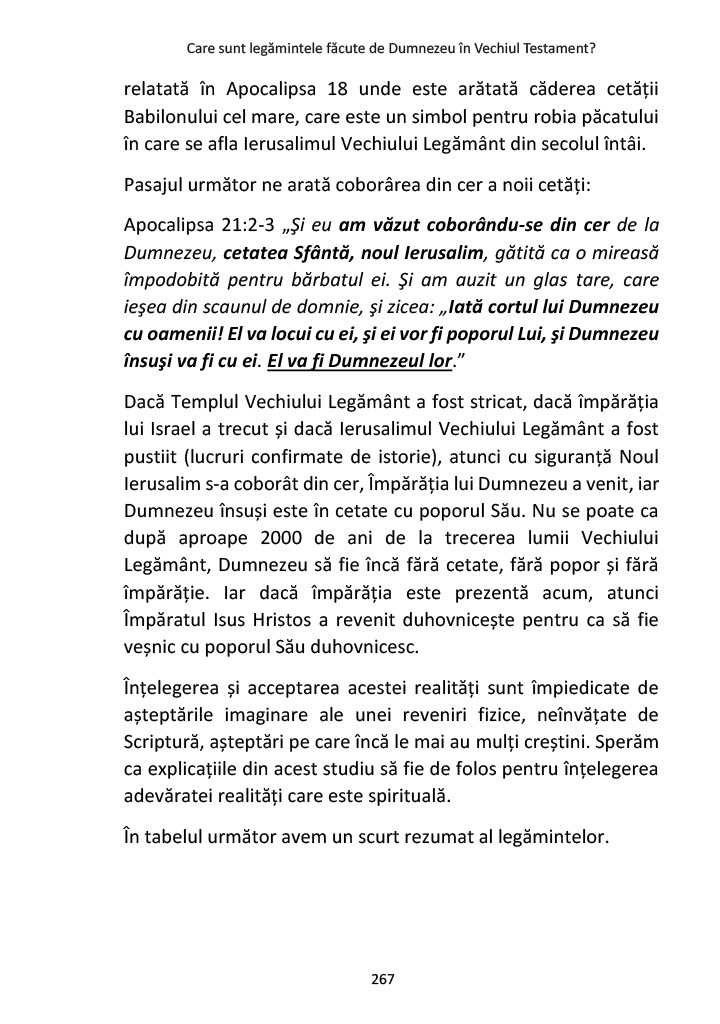 Care sunt legămintele făcute de Dumnezeu în Vechiul Testament?
relatată în Apocalipsa 18 unde este arătată căderea cetății
Babilonului cel mare, care este un simbol pentru robia păcatului
în care se afla Ierusalimul Vechiului Legământ din secolul întâi.
Pasajul următor ne arată coborârea din cer a noii cetăți:
Apocalipsa 21:2-3 „Şi eu am văzut coborându-se din cer de la
Dumnezeu, cetatea Sfântă, noul Ierusalim, gătită ca o mireasă
împodobită pentru bărbatul ei. Şi am auzit un glas tare, care
ieşea din scaunul de domnie, şi zicea: „Iată cortul lui Dumnezeu
cu oamenii! El va locui cu ei, şi ei vor fi poporul Lui, şi Dumnezeu
însuşi va fi cu ei. El va fi Dumnezeul lor.”
Dacă Templul Vechiului Legământ a fost stricat, dacă împărăția
lui Israel a trecut și dacă Ierusalimul Vechiului Legământ a fost
pustiit (lucruri confirmate de istorie), atunci cu siguranță Noul
Ierusalim s-a coborât din cer, Împărăția lui Dumnezeu a venit, iar
Dumnezeu însuși este în cetate cu poporul Său. Nu se poate ca
după aproape 2000 de ani de la trecerea lumii Vechiului
Legământ, Dumnezeu să fie încă fără cetate, fără popor și fără
împărăție. Iar dacă împărăția este prezentă acum, atunci
Împăratul Isus Hristos a revenit duhovnicește pentru ca să fie
veșnic cu poporul Său duhovnicesc.
Înțelegerea și acceptarea acestei realități sunt împiedicate de
așteptările imaginare ale unei reveniri fizice, neînvățate de
Scriptură, așteptări pe care încă le mai au mulți creștini. Sperăm
ca explicațiile din acest studiu să fie de folos pentru înțelegerea
adevăratei realități care este spirituală.
În tabelul următor avem un scurt rezumat al legămintelor.
267